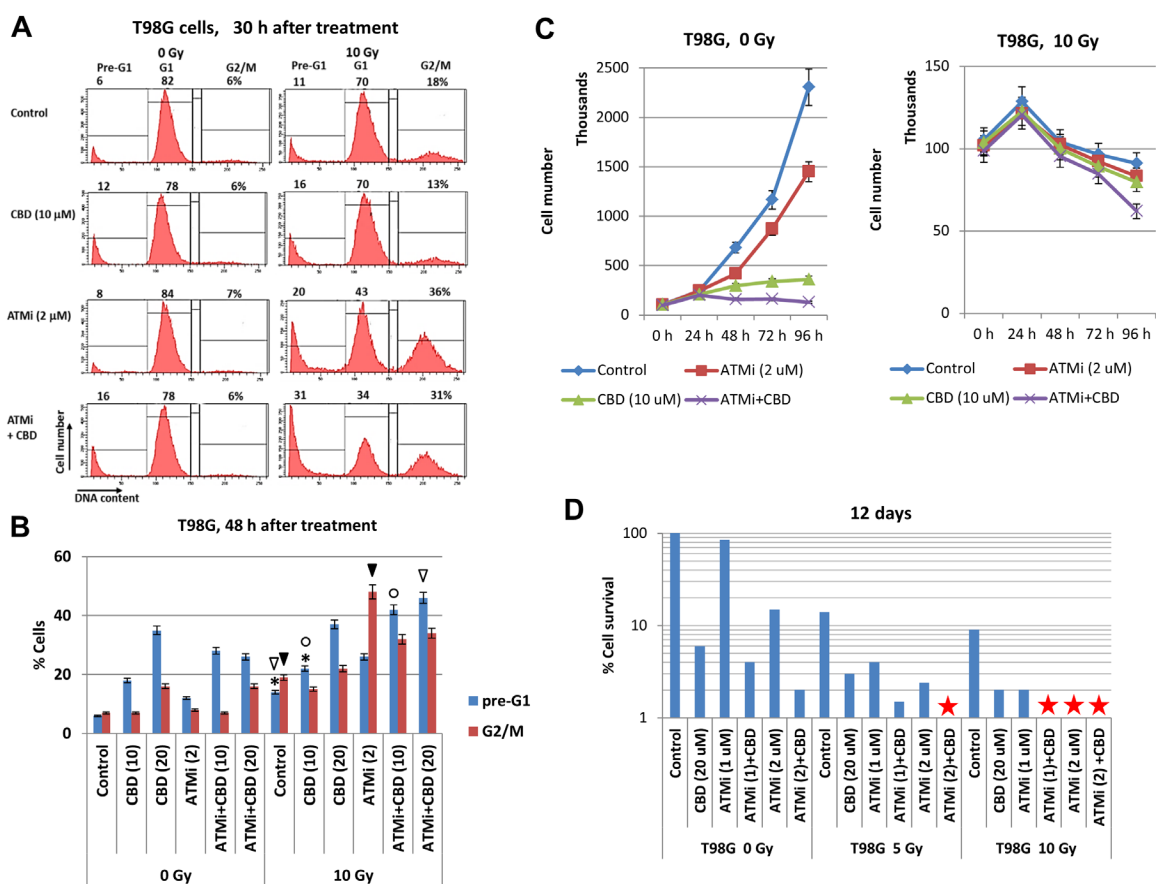 A
T98G cells, 30 h after treatment
0 Gy
10 Gy
Pre-G1 G1 G2/M
Pre-G1 G1 G2/M
6 82 6%
11 70 18%
Control
12 78 6%
16 70 13%
CBD (10 µM)
8 84 7%
20 43 36%
ATMi (2 µM)
16 78 6%
31 34 31%
ATMi
+ CBD
Cell number
DNA content
B
T98G, 48 h after treatment
% Cells
60
40
20
0
pre-G1
G2/M
Control
CBD (10)
CBD (20)
ATMi (2)
ATMi+CBD (10)
ATMi+CBD (20)
Control
CBD (10)
CBD (20)
ATMi (2)
ATMi+CBD (10)
ATMi+CBD (20)
0 Gy
10 Gy
C
T98G, 0 Gy
Cell number
Thousands
2500
2000
1500
1000
500
0
0 h 24 h 48 h 72 h 96 h
Control
ATMi (2 uM)
CBD (10 uM)
ATMi+CBD
T98G, 10 Gy
Cell number
Thousands
150
100
50
0
0 h 24 h 48 h 72 h 96 h
Control
ATMi (2 uM)
CBD (10 uM)
ATMi+CBD
D
12 days
% Cell survival
100
10
1
Control
CBD (20 uM)
ATMi (1 uM)
ATMi (1)+CBD
ATMi (2 uM)
ATMi (2)+CBD
Control
CBD (20 uM)
ATMi (1 uM)
ATMi (1)+CBD
ATMi (2 uM)
ATMi (2)+CBD
Control
CBD (20 uM)
ATMi (1 uM)
ATMi (1)+CBD
ATMi (2 uM)
ATMi (2) +CBD
T98G 0 Gy
T98G 5 Gy
T98G 10 Gy